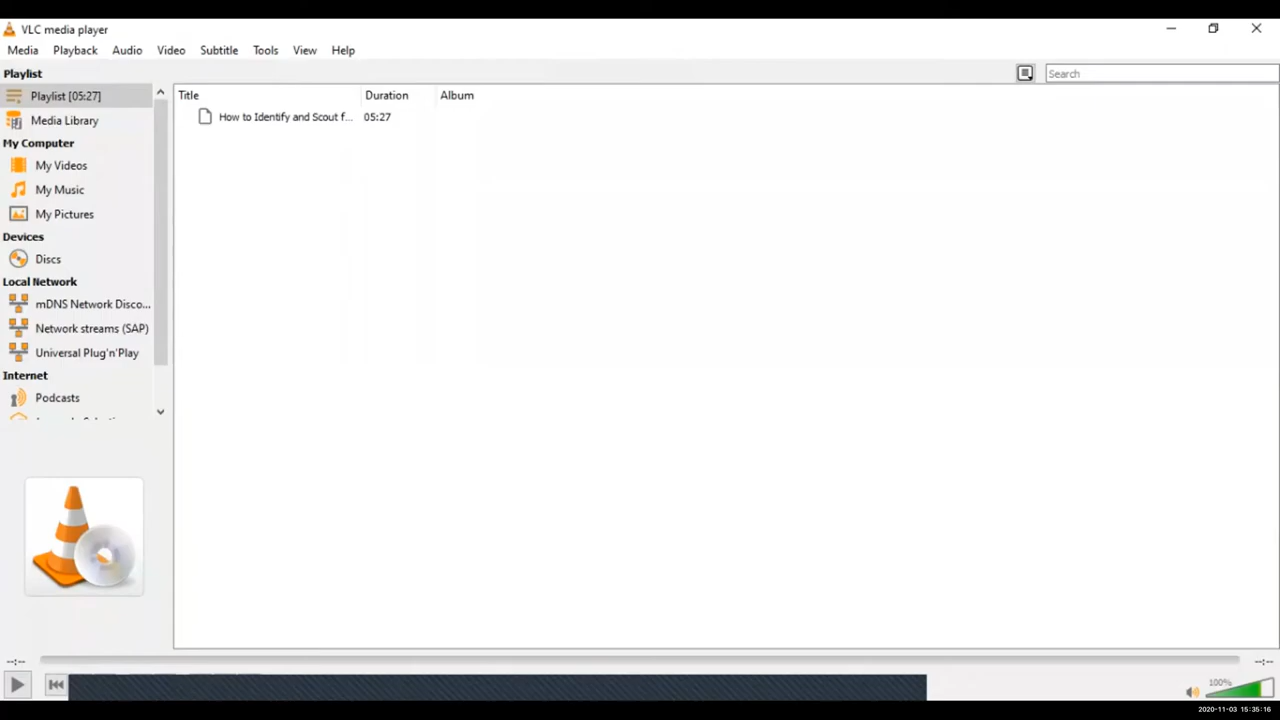 VLC media player
Media Playback Audio Video Subtitle Tools View Help
Playlist
Search
Playlist [05:27]
Media Library
My Computer
My Videos
My Music
My Pictures
Devices
Discs
Local Network
mDNS Network Disco...
Network streams (SAP)
Universal Plug'n'Play
Internet
Podcasts
Title Duration Album
How to Identify and Scout f... 05:27
--:-- --:--
100%
2020-11-03 15:35:16